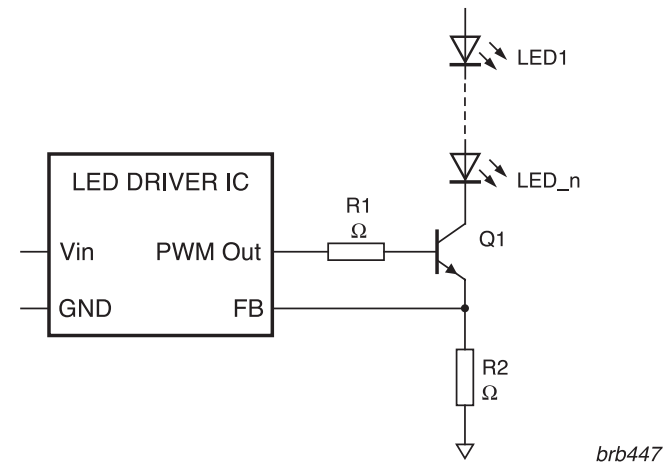 LED1
LED DRIVER IC
LED_n
R1
Ω
Q1
Vin
PWM Out
GND
FB
R2
Ω
brb447